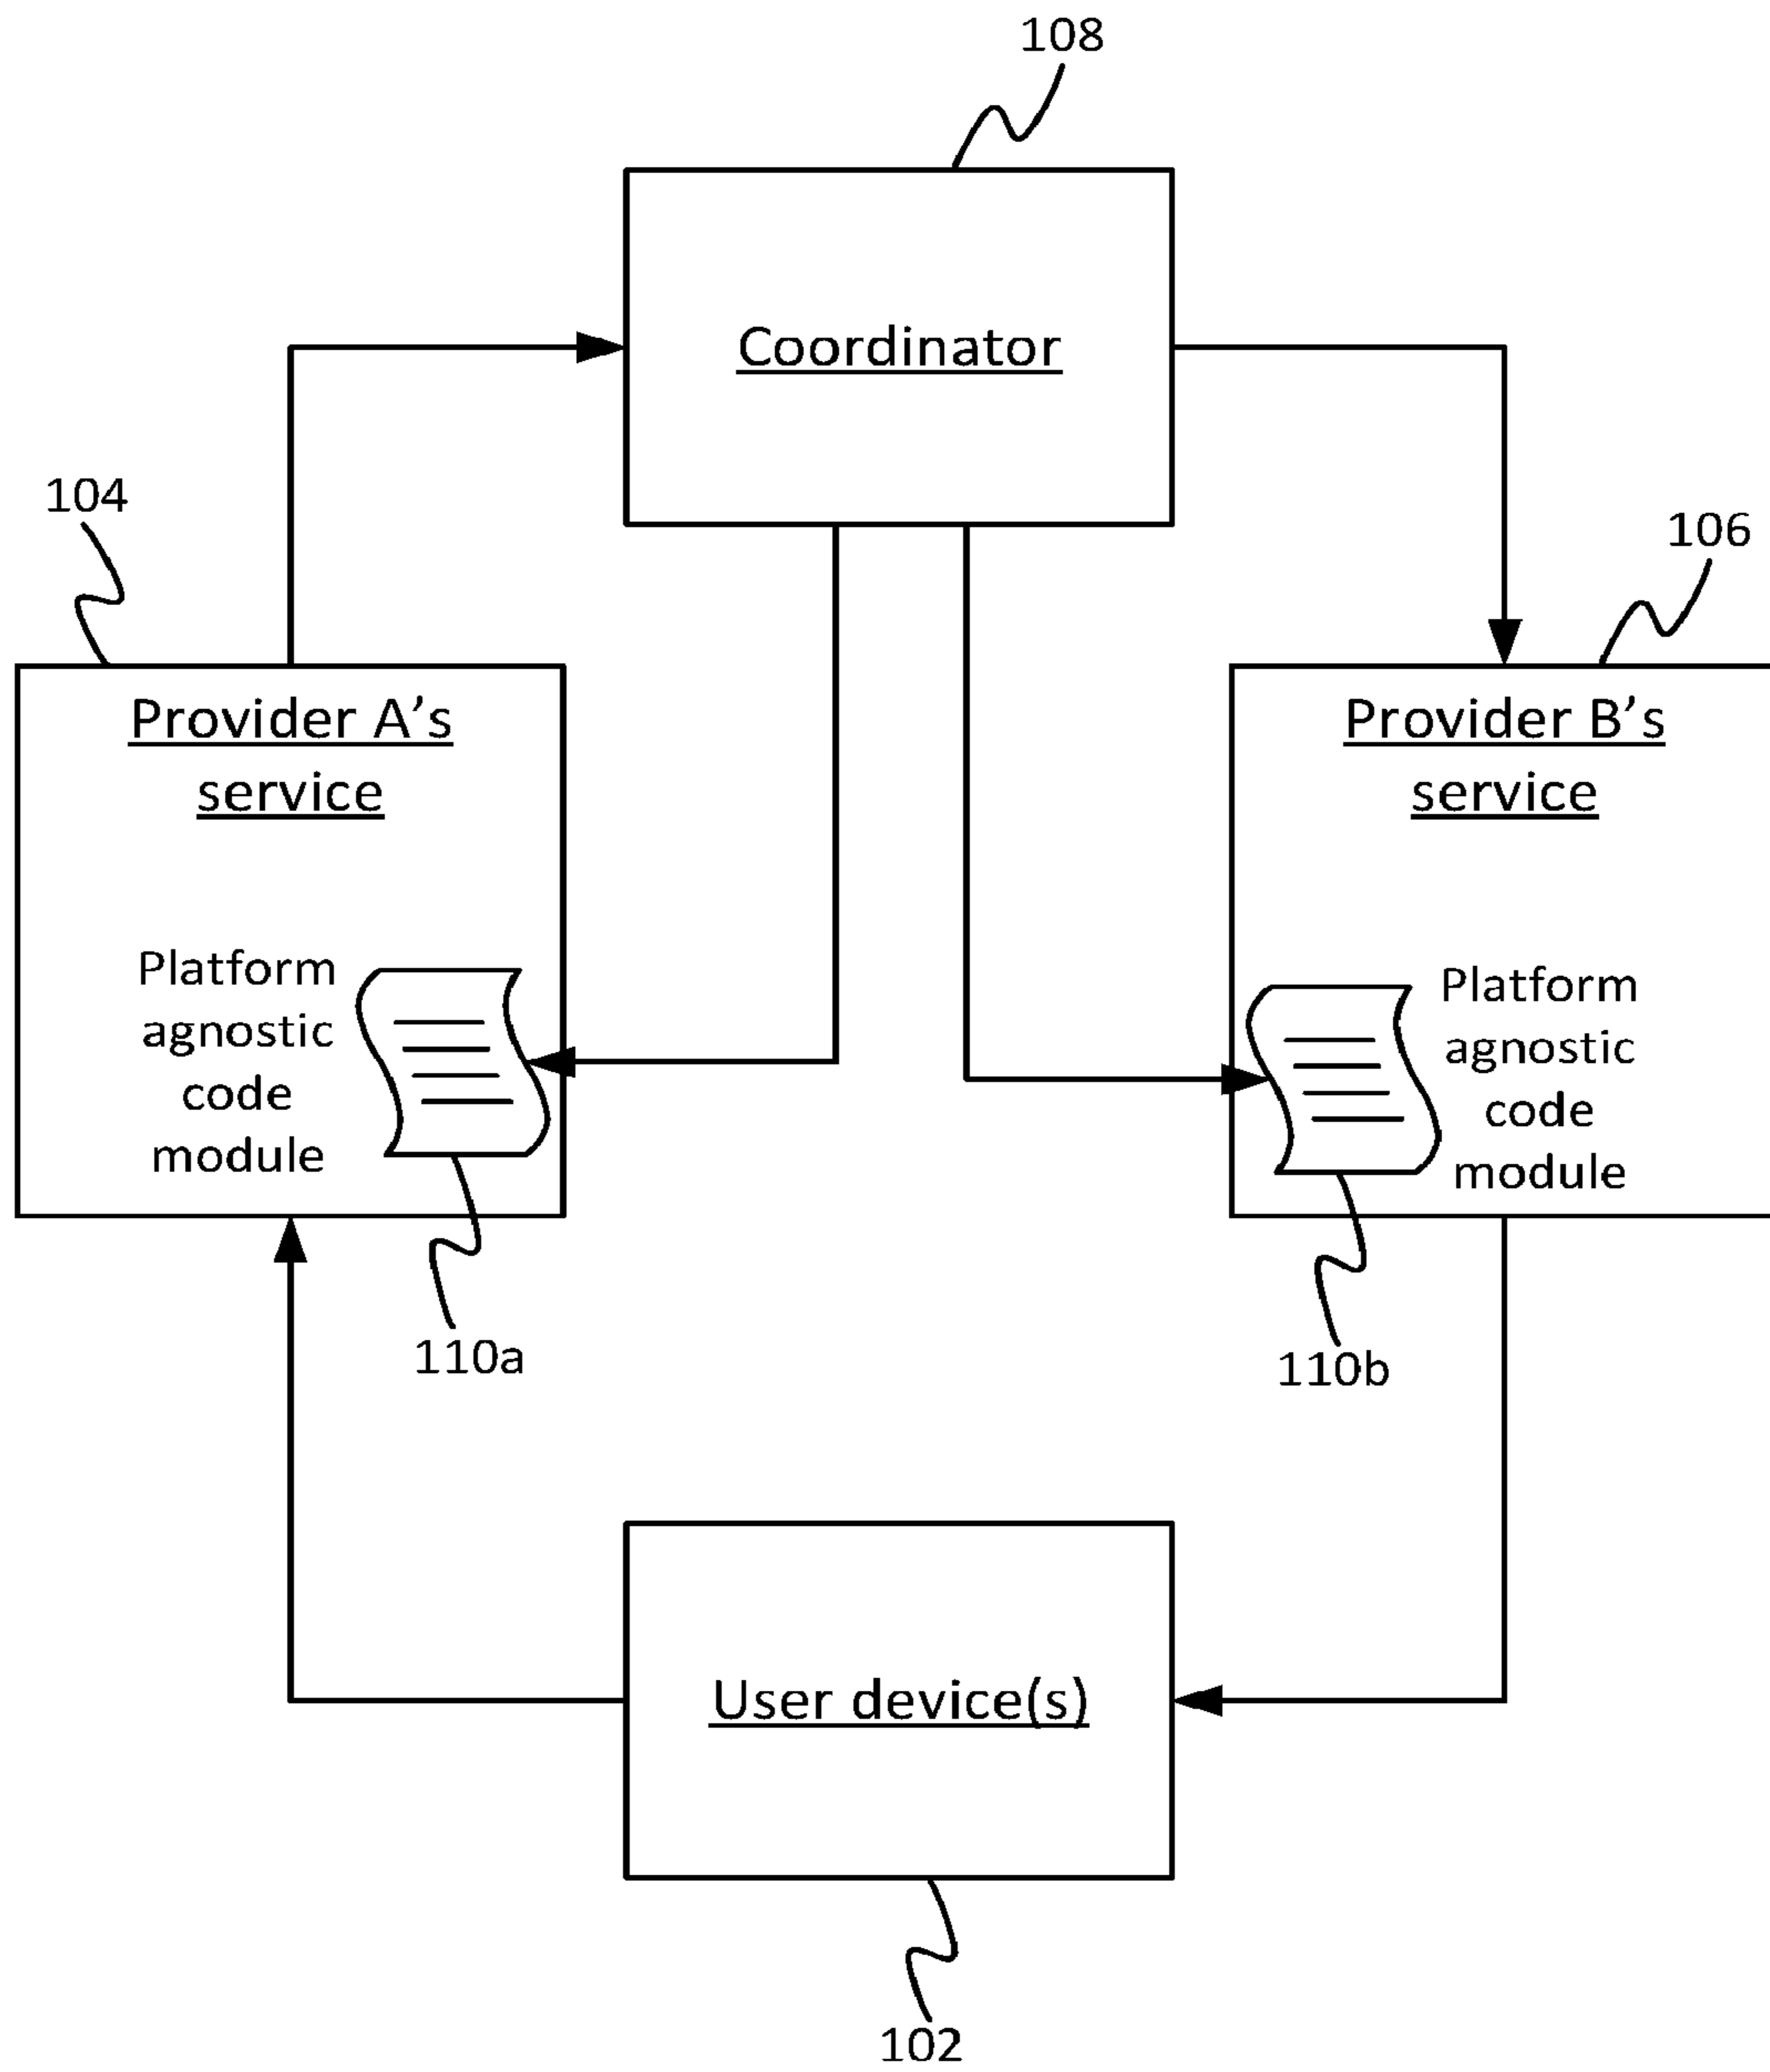 108
Coordinator
104
106
Provider A's
service
Provider B's
service
Platform
agnostic
code
module
Platform
agnostic
code
module
110a
110b
User device(s)
102